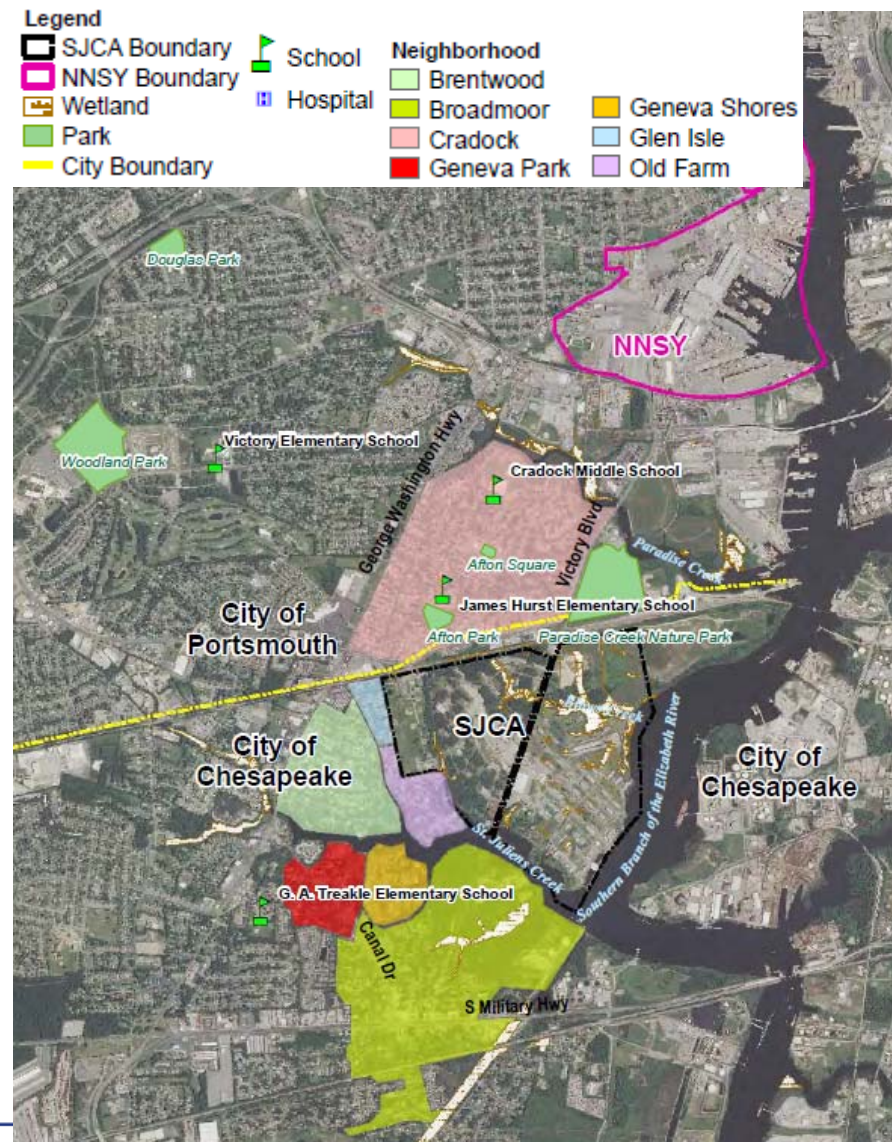 Legend
SJCA Boundary
NNSY Boundary
Wetland
Park
City Boundary
School
Hospital
Neighborhood
Brentwood
Broadmoor
Cradock
Geneva Park
Geneva Shores
Glen Isle
Old Farm
Douglas Park
NNSY
George Washington Hwy
Victory Elementary School
Woodland Park
Cradock Middle School
Victory Blvd
Paradise Creek
Afton Square
James Hurst Elementary School
City of
Portsmouth
Afton Park
Paradise Creek Nature Park
SJCA
Creek
City of
Chesapeake
City of
Chesapeake
Southern Branch of the Elizabeth River
St. Juliens Creek
G. A. Treakle Elementary School
Canal Dr
S Military Hwy